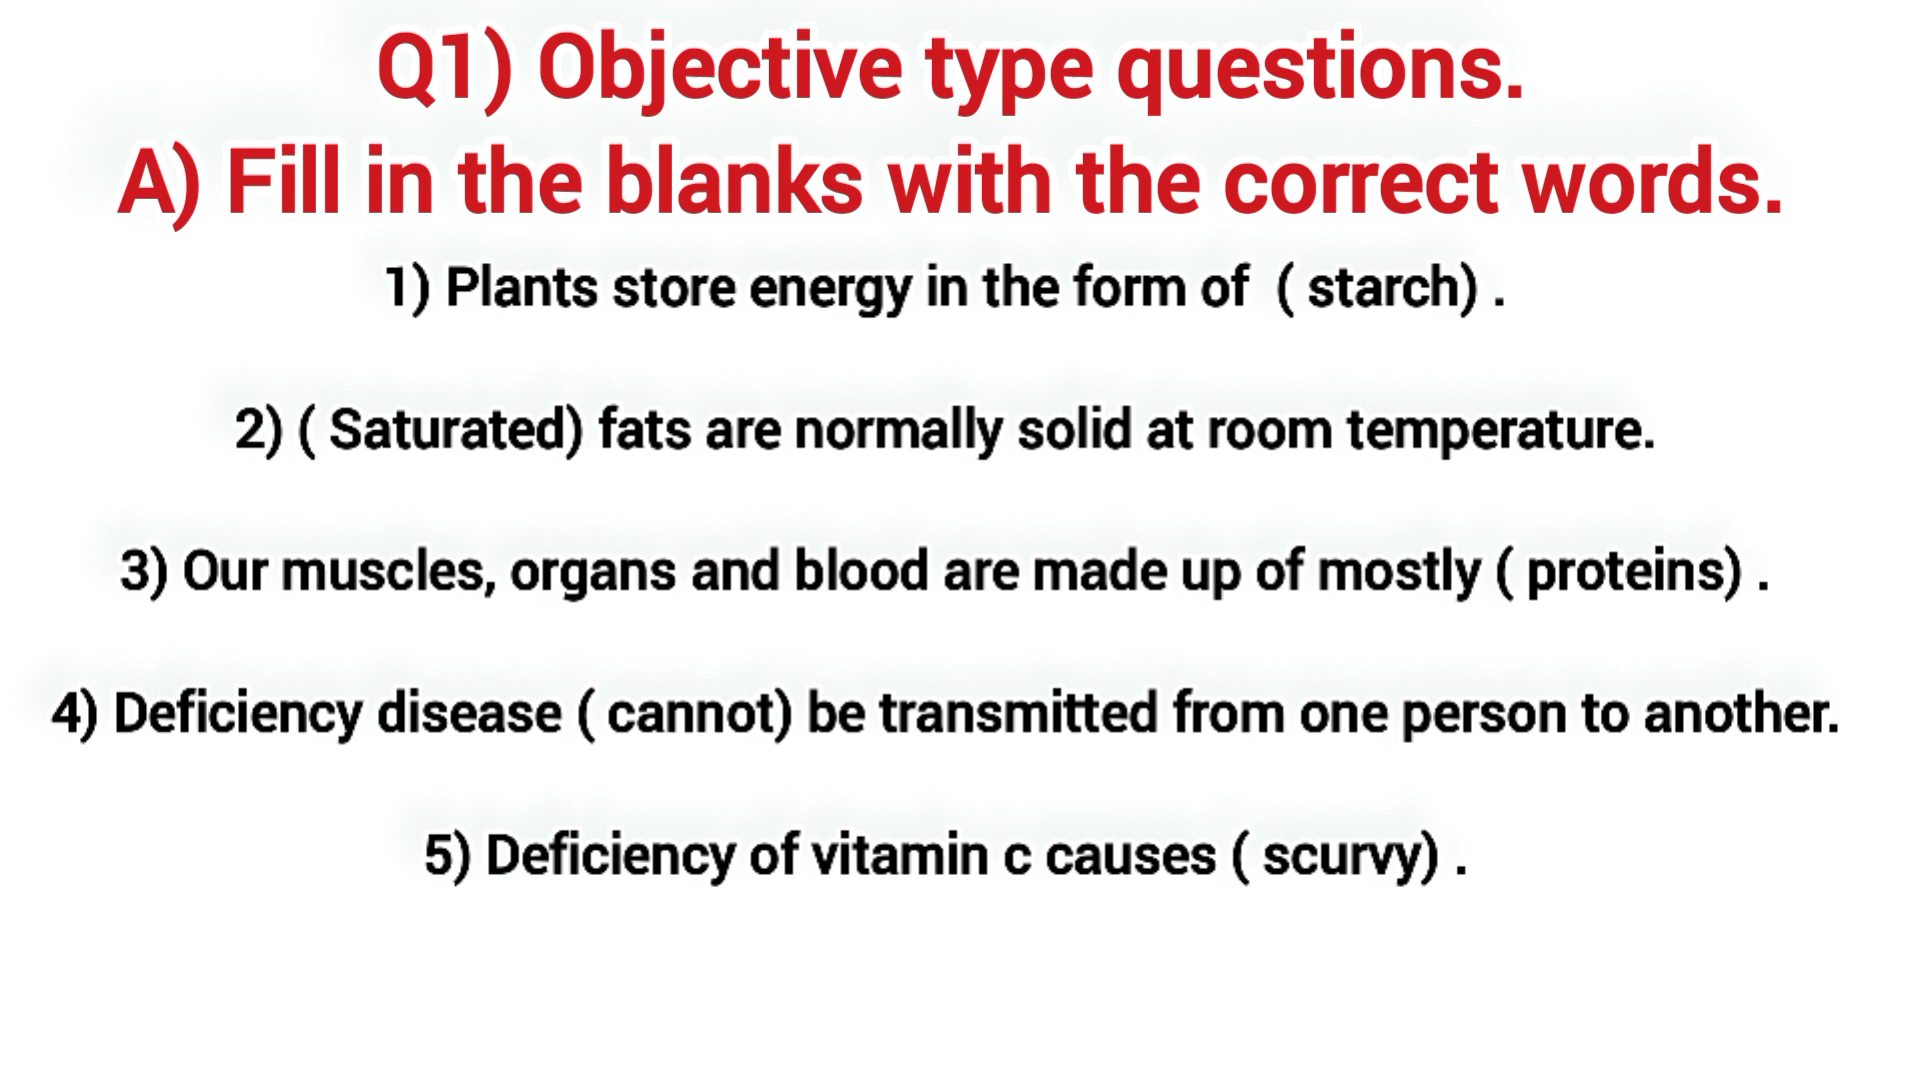 Q1) Objective type questions.
A) Fill in the blanks with the correct words.
1) Plants store energy in the form of  ( starch) .
2) ( Saturated) fats are normally solid at room temperature.
3) Our muscles, organs and blood are made up of mostly ( proteins) .
4) Deficiency disease ( cannot) be transmitted from one person to another.
5) Deficiency of vitamin c causes ( scurvy) .